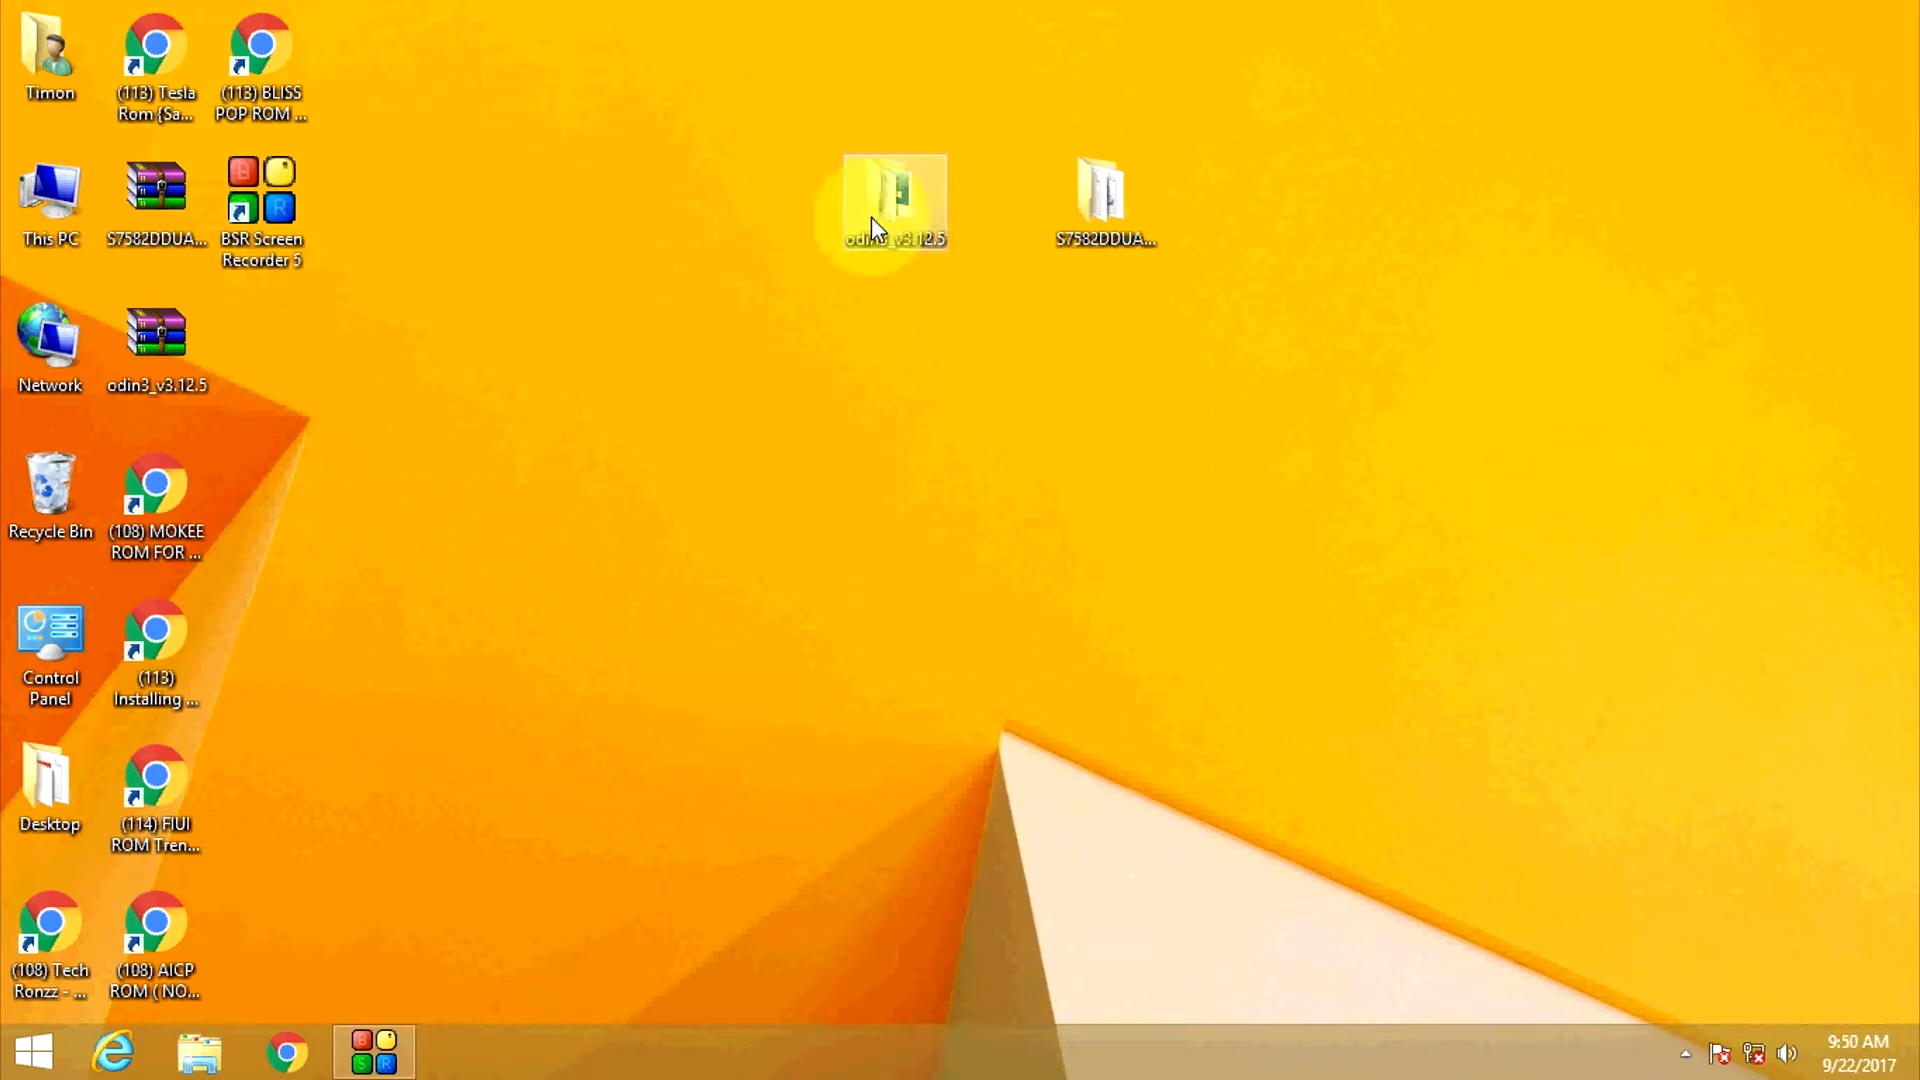 Timon
(113) Tesla
Rom {Sa...
(113) BLISS
POP ROM ...
This PC
S7582DDUA...
BSR Screen
Recorder 5
odin3_v3.12.5
S7582DDUA...
Network
odin3_v3.12.5
Recycle Bin
(108) MOKEE
ROM FOR ...
Control
Panel
(113)
Installing ...
Desktop
(114) FIUI
ROM Tren...
(108) Tech
Ronzz - ...
(108) AICP
ROM ( NO...
B
S
R
9:50 AM
9/22/2017